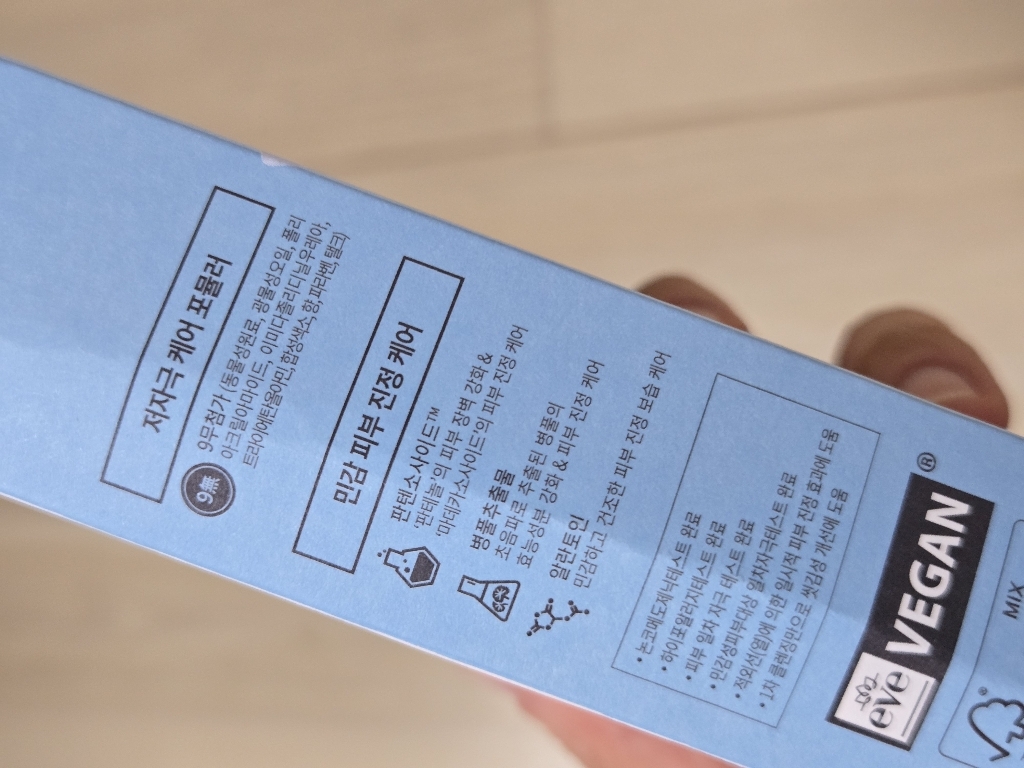 저자극 케어 포뮬러
9無
9무첨가 (동물성원료, 광물성오일, 폴리
아크릴아마이드, 이미다졸리디닐우레아,
트라이에탄올아민, 합성색소, 향, 파라벤, 탈크)
민감 피부 진정 케어
판텐소사이드™
*판테놀의 피부 장벽 강화 &
*마데카소사이드의 피부 진정 케어
병풀추출물
초음파로 추출된 병풀의
효능성분 강화 & 피부 진정 케어
알란토인
민감하고 건조한 피부 진정 보습 케어
• 논코메도제닉테스트 완료
• 하이포알러지테스트 완료
• 피부 일차 자극 테스트 완료
• 민감성피부대상 일차자극테스트 완료
• 적외선(열)에 의한 일시적 피부 진정 효과에 도움
• 1차 클렌징만으로 씻김성 개선에 도움
eve VEGAN®
MIX